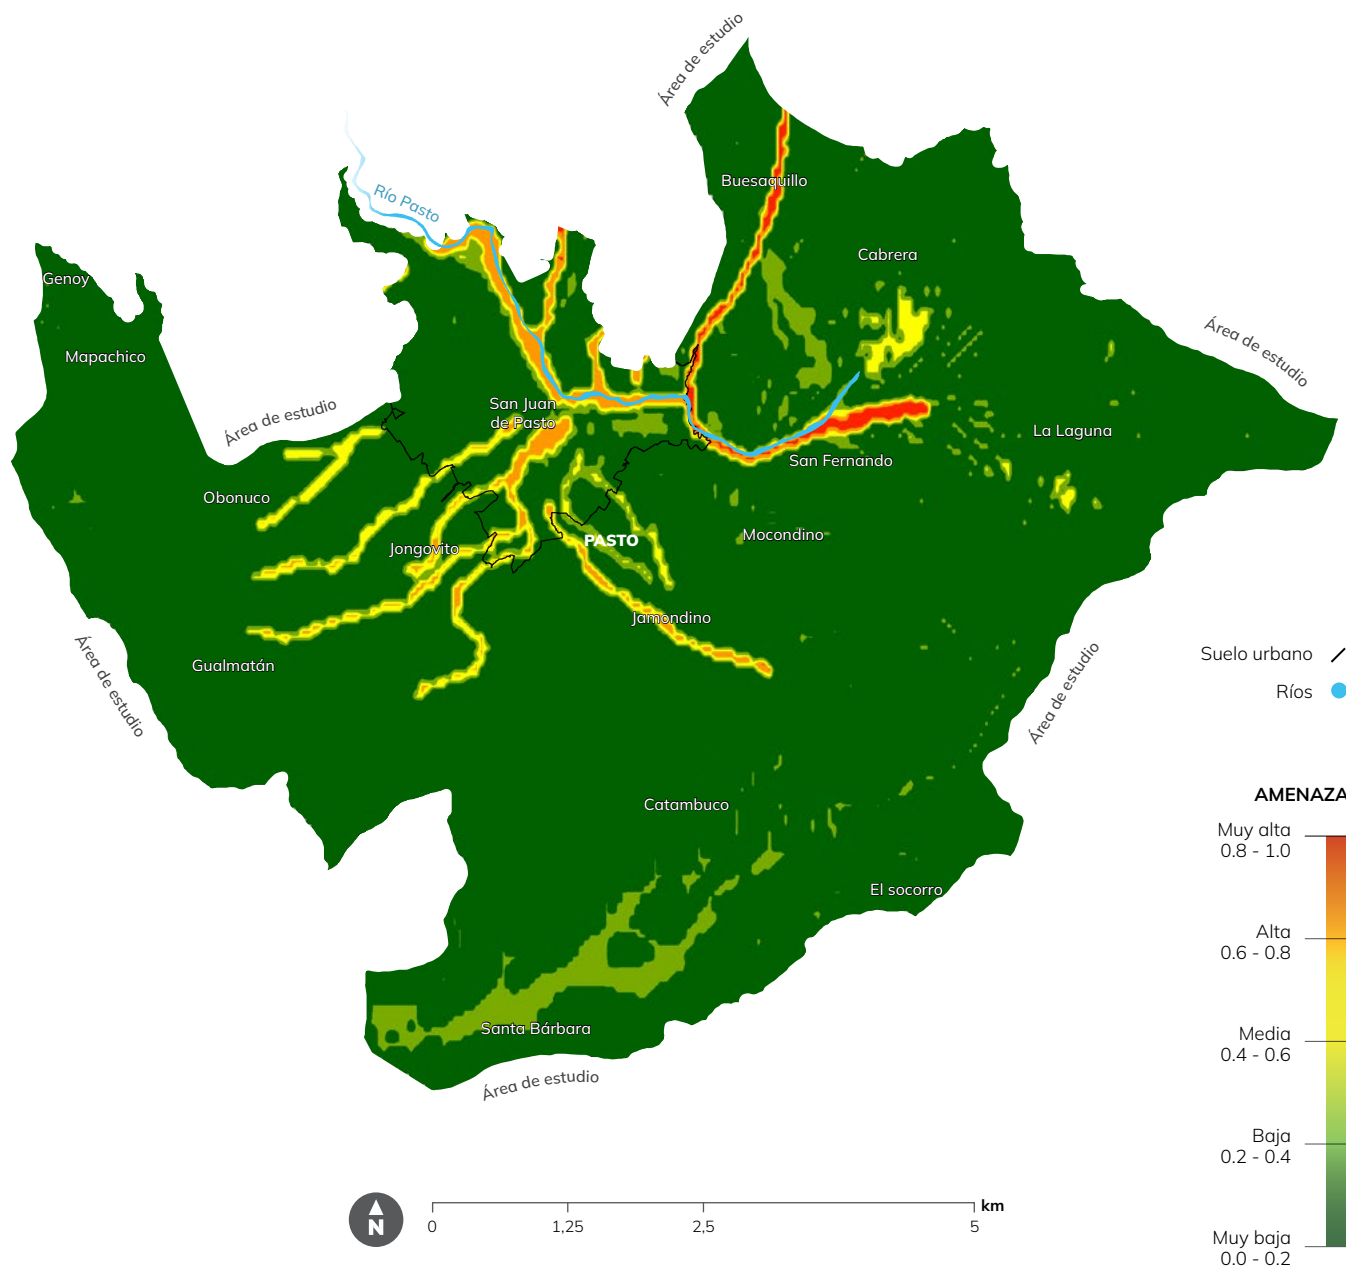 Área de estudio
Buesaquillo
Río Pasto
Cabrera
Genoy
Mapachico
Área de estudio
Área de estudio
San Juan
de Pasto
La Laguna
San Fernando
Obonuco
Mocondino
PASTO
Jongovito
Jamondino
Área de estudio
Gualmatán
Área de estudio
Suelo urbano
Ríos
Catambuco
El socorro
Santa Bárbara
Área de estudio
AMENAZA
Muy alta
0.8 - 1.0
Alta
0.6 - 0.8
Media
0.4 - 0.6
Baja
0.2 - 0.4
Muy baja
0.0 - 0.2
N
km
0 1,25 2,5 5